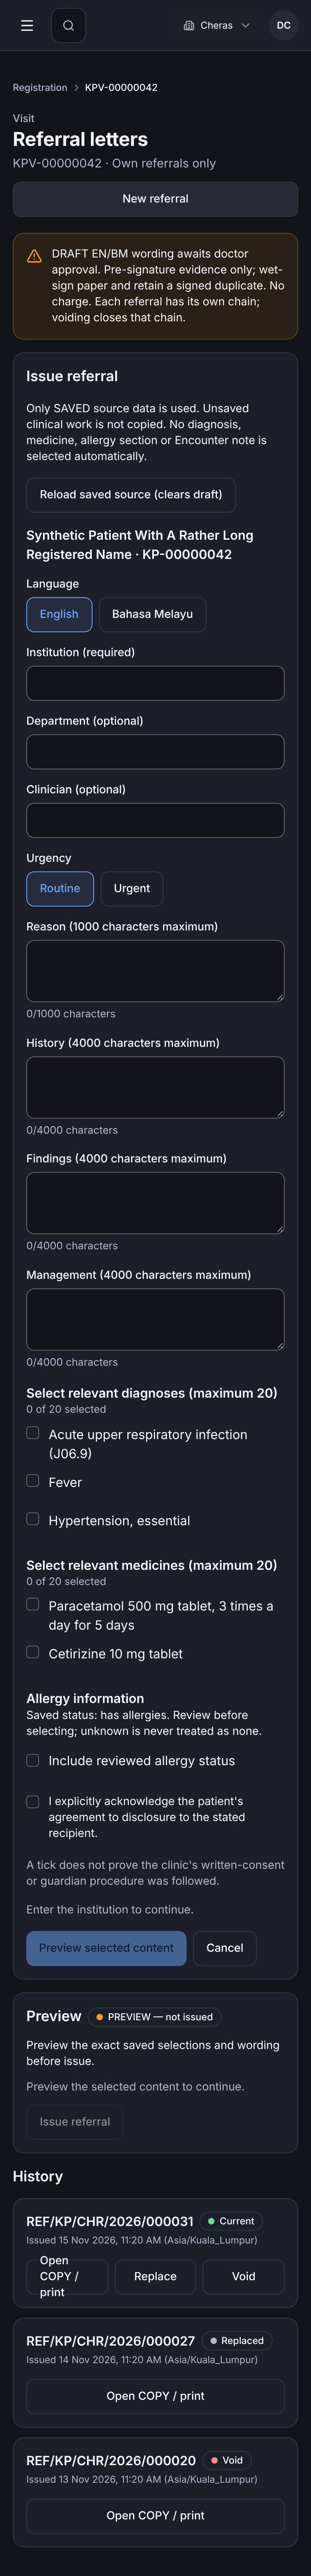 Cheras
DC
Registration > KPV-00000042
Visit
Referral letters
KPV-00000042 · Own referrals only
New referral
DRAFT EN/BM wording awaits doctor
approval. Pre-signature evidence only; wet-
sign paper and retain a signed duplicate. No
charge. Each referral has its own chain;
voiding closes that chain.
Issue referral
Only SAVED source data is used. Unsaved
clinical work is not copied. No diagnosis,
medicine, allergy section or Encounter note is
selected automatically.
Reload saved source (clears draft)
Synthetic Patient With A Rather Long
Registered Name · KP-00000042
Language
English
Bahasa Melayu
Institution (required)
Department (optional)
Clinician (optional)
Urgency
Routine
Urgent
Reason (1000 characters maximum)
0/1000 characters
History (4000 characters maximum)
0/4000 characters
Findings (4000 characters maximum)
0/4000 characters
Management (4000 characters maximum)
0/4000 characters
Select relevant diagnoses (maximum 20)
0 of 20 selected
Acute upper respiratory infection
(J06.9)
Fever
Hypertension, essential
Select relevant medicines (maximum 20)
0 of 20 selected
Paracetamol 500 mg tablet, 3 times a
day for 5 days
Cetirizine 10 mg tablet
Allergy information
Saved status: has allergies. Review before
selecting; unknown is never treated as none.
Include reviewed allergy status
I explicitly acknowledge the patient's
agreement to disclosure to the stated
recipient.
A tick does not prove the clinic's written-consent
or guardian procedure was followed.
Enter the institution to continue.
Preview selected content
Cancel
Preview
PREVIEW — not issued
Preview the exact saved selections and wording
before issue.
Preview the selected content to continue.
Issue referral
History
REF/KP/CHR/2026/000031
Current
Issued 15 Nov 2026, 11:20 AM (Asia/Kuala_Lumpur)
Open
COPY /
print
Replace
Void
REF/KP/CHR/2026/000027
Replaced
Issued 14 Nov 2026, 11:20 AM (Asia/Kuala_Lumpur)
Open COPY / print
REF/KP/CHR/2026/000020
Void
Issued 13 Nov 2026, 11:20 AM (Asia/Kuala_Lumpur)
Open COPY / print